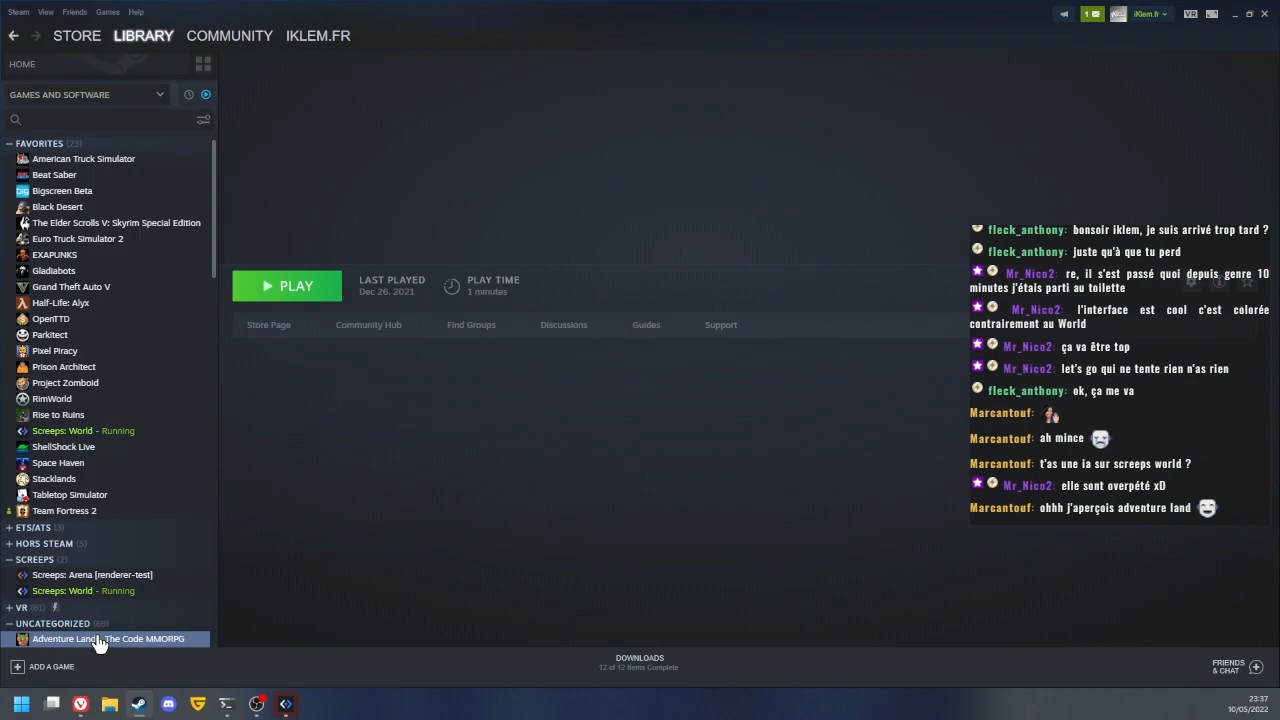 Steam View Friends Games Help
1 iKlem.fr VR
STORE LIBRARY COMMUNITY IKLEM.FR
HOME
GAMES AND SOFTWARE
FAVORITES (23)
American Truck Simulator
Beat Saber
big Bigscreen Beta
Black Desert
The Elder Scrolls V: Skyrim Special Edition
Euro Truck Simulator 2
EXAPUNKS
Gladiabots
Grand Theft Auto V
Half-Life: Alyx
OpenTTD
Parkitect
Pixel Piracy
Prison Architect
Project Zomboid
RimWorld
Rise to Ruins
Screeps: World - Running
ShellShock Live
Space Haven
Stacklands
Tabletop Simulator
Team Fortress 2
ETS/ATS (3)
HORS STEAM (5)
SCREEPS (2)
Screeps: Arena [renderer-test]
Screeps: World - Running
VR (61)
UNCATEGORIZED (69)
Adventure Land - The Code MMORPG
ADD A GAME
PLAY
LAST PLAYED
Dec 26, 2021
PLAY TIME
1 minutes
Store Page Community Hub Find Groups Discussions Guides Support
fleck_anthony: bonsoir iklem, je suis arrivé trop tard ?
fleck_anthony: juste qu'à que tu perd
Mr_Nico2: re, il s'est passé quoi depuis genre 10
minutes j'étais parti au toilette
Mr_Nico2: l'interface est cool c'est colorée
contrairement au World
Mr_Nico2: ça va être top
Mr_Nico2: let's go qui ne tente rien n'as rien
fleck_anthony: ok, ça me va
Marcantouf:
Marcantouf: ah mince
Marcantouf: t'as une ia sur screeps world ?
Mr_Nico2: elle sont overpété xD
Marcantouf: ohhh j'aperçois adventure land
DOWNLOADS
12 of 12 Items Complete
FRIENDS
& CHAT
23:37
10/05/2022